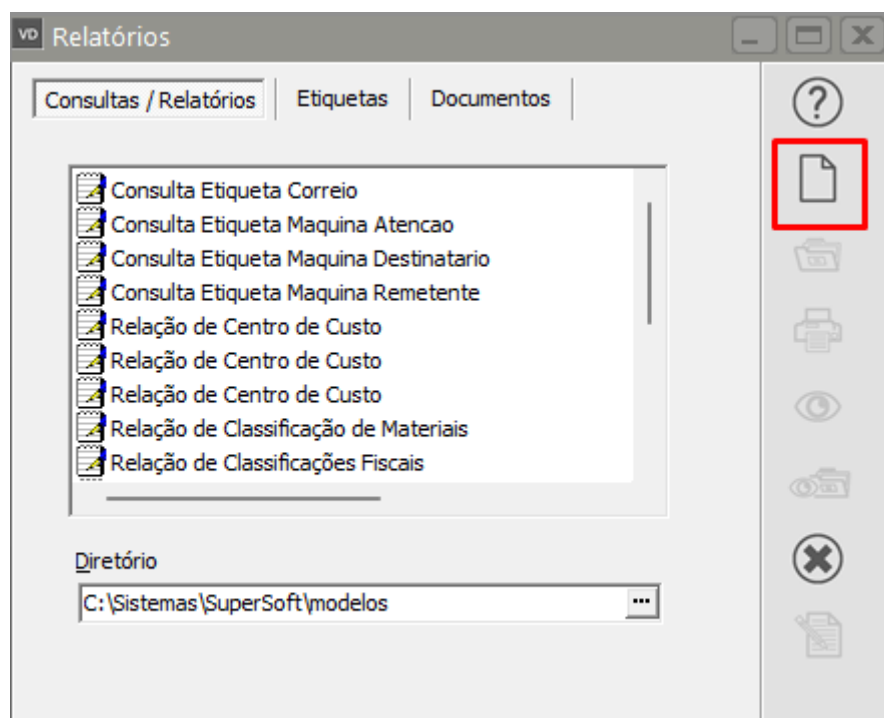 VD Relatórios
Consultas / Relatórios Etiquetas Documentos
Consulta Etiqueta Correio
Consulta Etiqueta Maquina Atencao
Consulta Etiqueta Maquina Destinatario
Consulta Etiqueta Maquina Remetente
Relação de Centro de Custo
Relação de Centro de Custo
Relação de Centro de Custo
Relação de Classificação de Materiais
Relação de Classificações Fiscais
Diretório
C:\Sistemas\SuperSoft\modelos ...